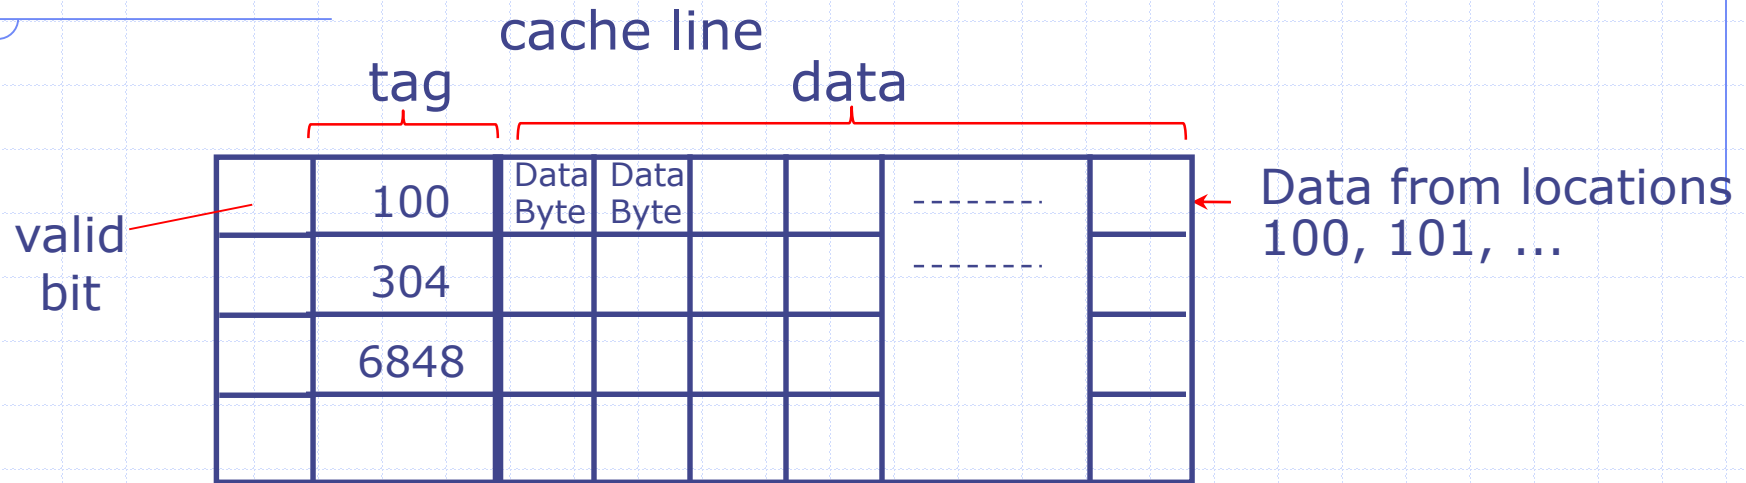 cache line
tag
data
100
Data
Byte
Data
Byte
Data from locations
100, 101, ...
valid
bit
304
6848